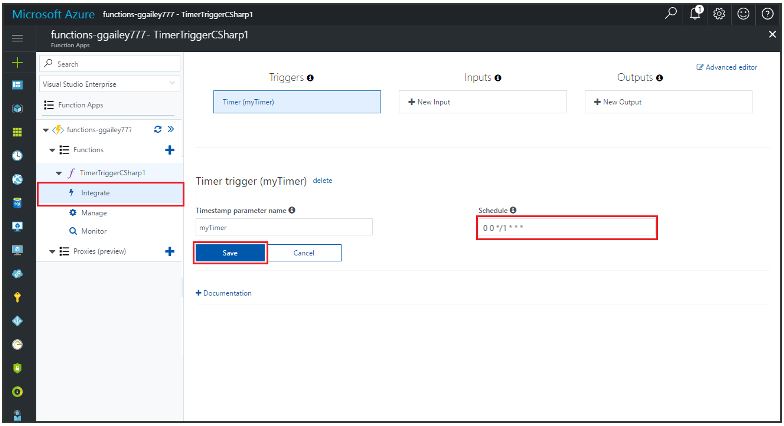 Microsoft Azure functions-ggailey777 - TimerTriggerCSharp1
1
functions-ggailey777- TimerTriggerCSharp1
Function Apps
Search
Visual Studio Enterprise
Function Apps
functions-ggailey777
Functions
TimerTriggerCSharp1
Integrate
Manage
Monitor
Proxies (preview)
Advanced editor
Triggers
Inputs
Outputs
Timer (myTimer)
New Input
New Output
Timer trigger (myTimer) delete
Timestamp parameter name
Schedule
myTimer
0 0 */1 * * *
Save
Cancel
Documentation